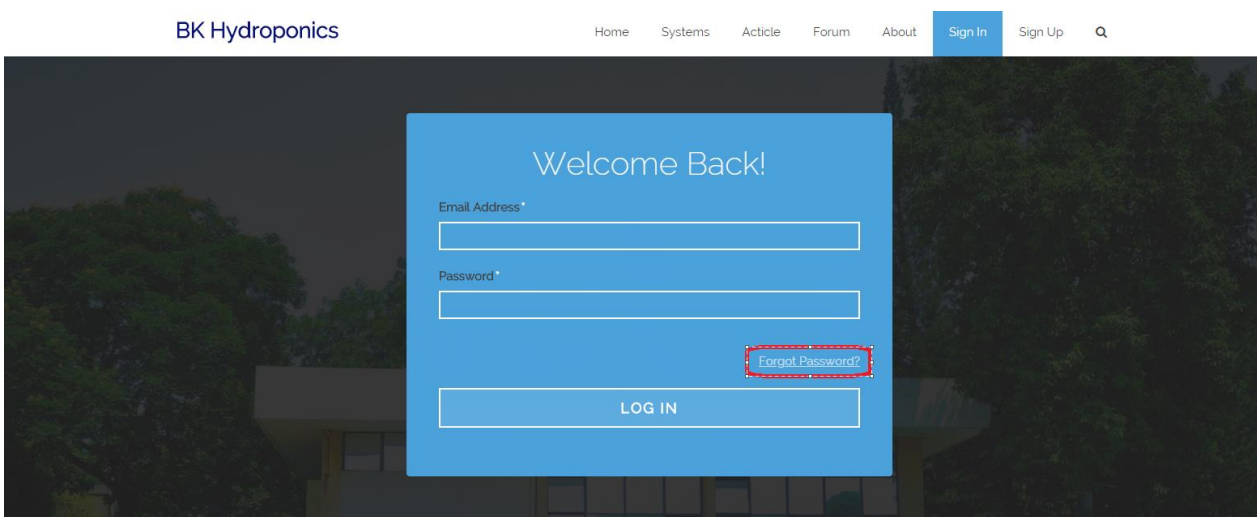 BK Hydroponics
Home Systems Acticle Forum About Sign In Sign Up
Welcome Back!
Email Address*
Password*
Forgot Password?
LOG IN